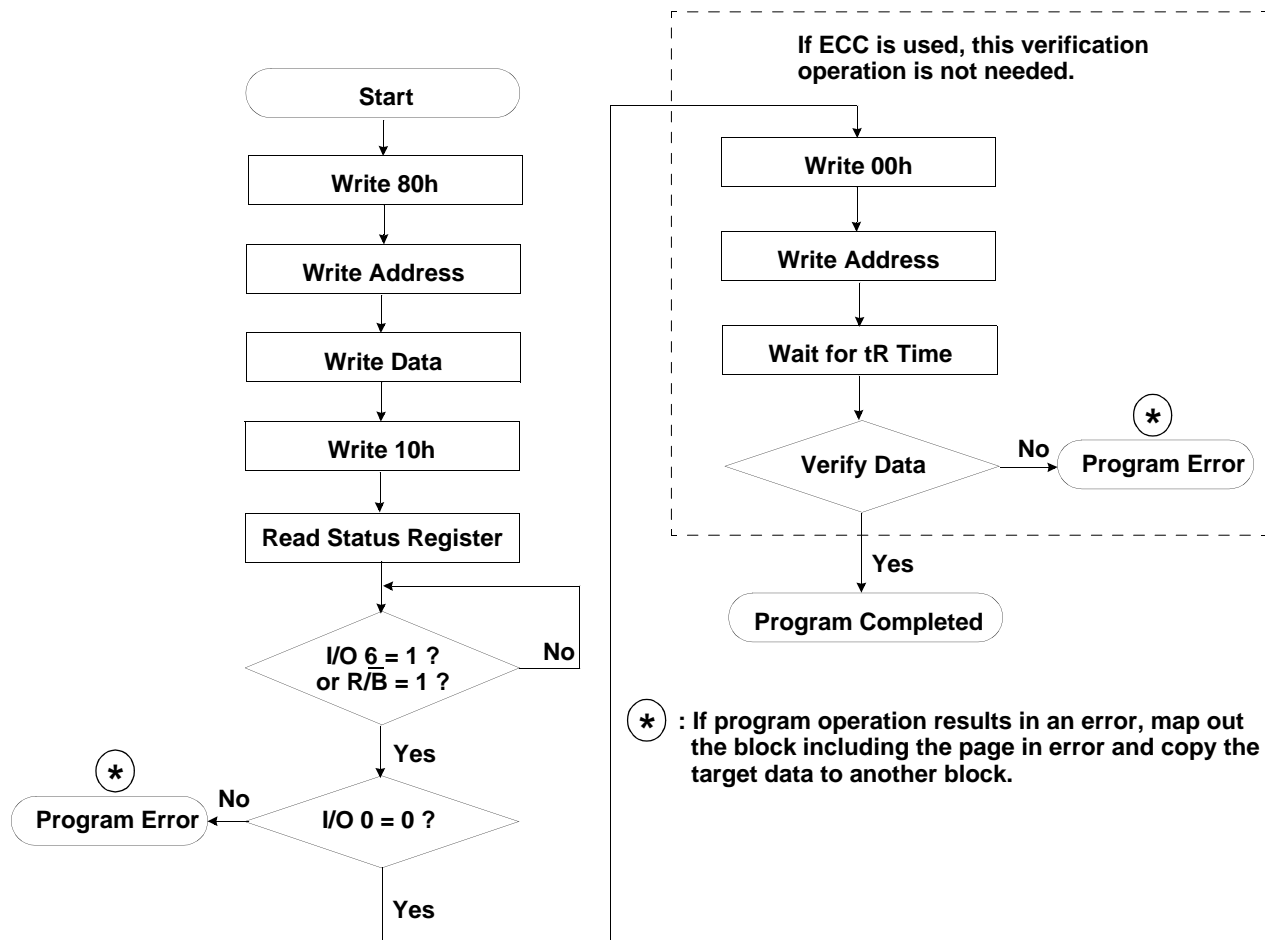 Start
Write 80h
Write Address
Write Data
Write 10h
Read Status Register
I/O 6 = 1 ?
or R/B̅ = 1 ?
No
Yes
I/O 0 = 0 ?
No
*
Program Error
Yes
If ECC is used, this verification
operation is not needed.
Write 00h
Write Address
Wait for tR Time
Verify Data
No
*
Program Error
Yes
Program Completed
* : If program operation results in an error, map out
the block including the page in error and copy the
target data to another block.